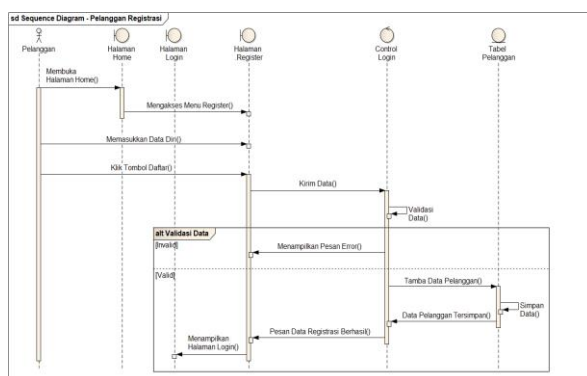 sd Sequence Diagram - Pelanggan Registrasi
Pelanggan
Halaman
Home
Halaman
Login
Halaman
.Register
Control
Login
Tabel
Pelanggan
Membuka
Halaman Home()
Mengakses Menu Register()
Memasukkan Data Diri()
Klik Tombol Daftar()
Kirim Data()
Validasi
Data()
alt Validasi Data
[Invalid]
Menampilkan Pesan Error()
[Valid]
Tamba Data Pelanggan()
Simpan
Data()
Data Pelanggan Tersimpan()
Pesan Data Registrasi Berhasil()
Menampilkan
Halaman Login()